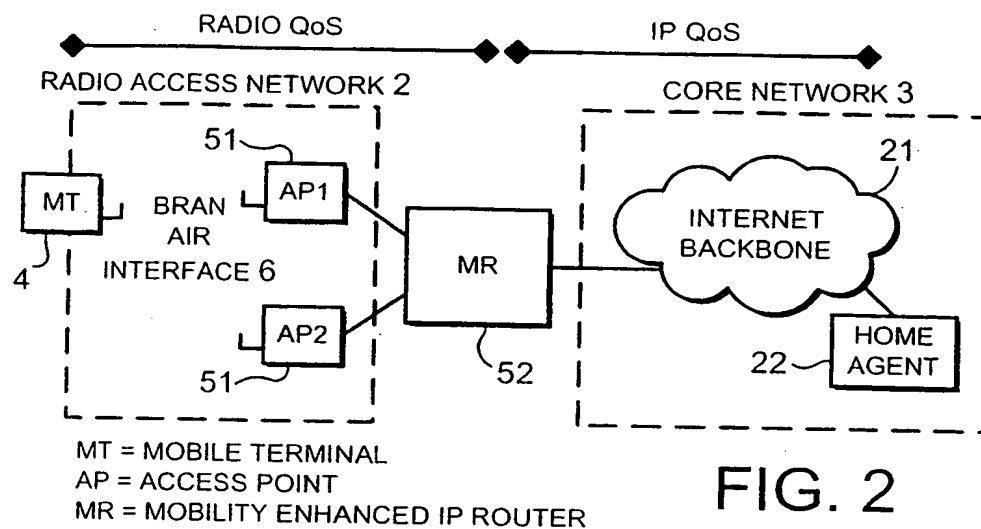 RADIO QoS
IP QoS
RADIO ACCESS NETWORK 2
CORE NETWORK 3
51
21
MT
AP1
BRAN
AIR
INTERFACE 6
4
MR
INTERNET
BACKBONE
AP2
51
52
22
HOME
AGENT
MT = MOBILE TERMINAL
AP = ACCESS POINT
MR = MOBILITY ENHANCED IP ROUTER
FIG. 2